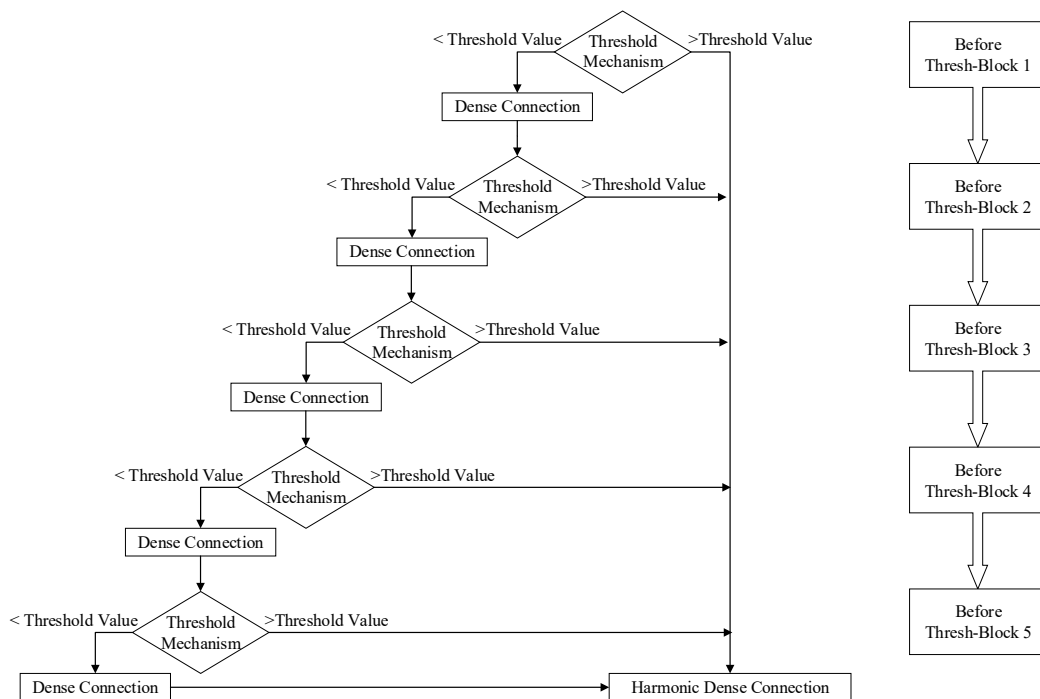 < Threshold Value
Threshold
Mechanism
>Threshold Value
Before
Thresh-Block 1
Dense Connection
< Threshold Value
Threshold
Mechanism
>Threshold Value
Before
Thresh-Block 2
Dense Connection
< Threshold Value
Threshold
Mechanism
>Threshold Value
Before
Thresh-Block 3
Dense Connection
< Threshold Value
Threshold
Mechanism
>Threshold Value
Before
Thresh-Block 4
Dense Connection
< Threshold Value
Threshold
Mechanism
>Threshold Value
Before
Thresh-Block 5
Dense Connection
Harmonic Dense Connection